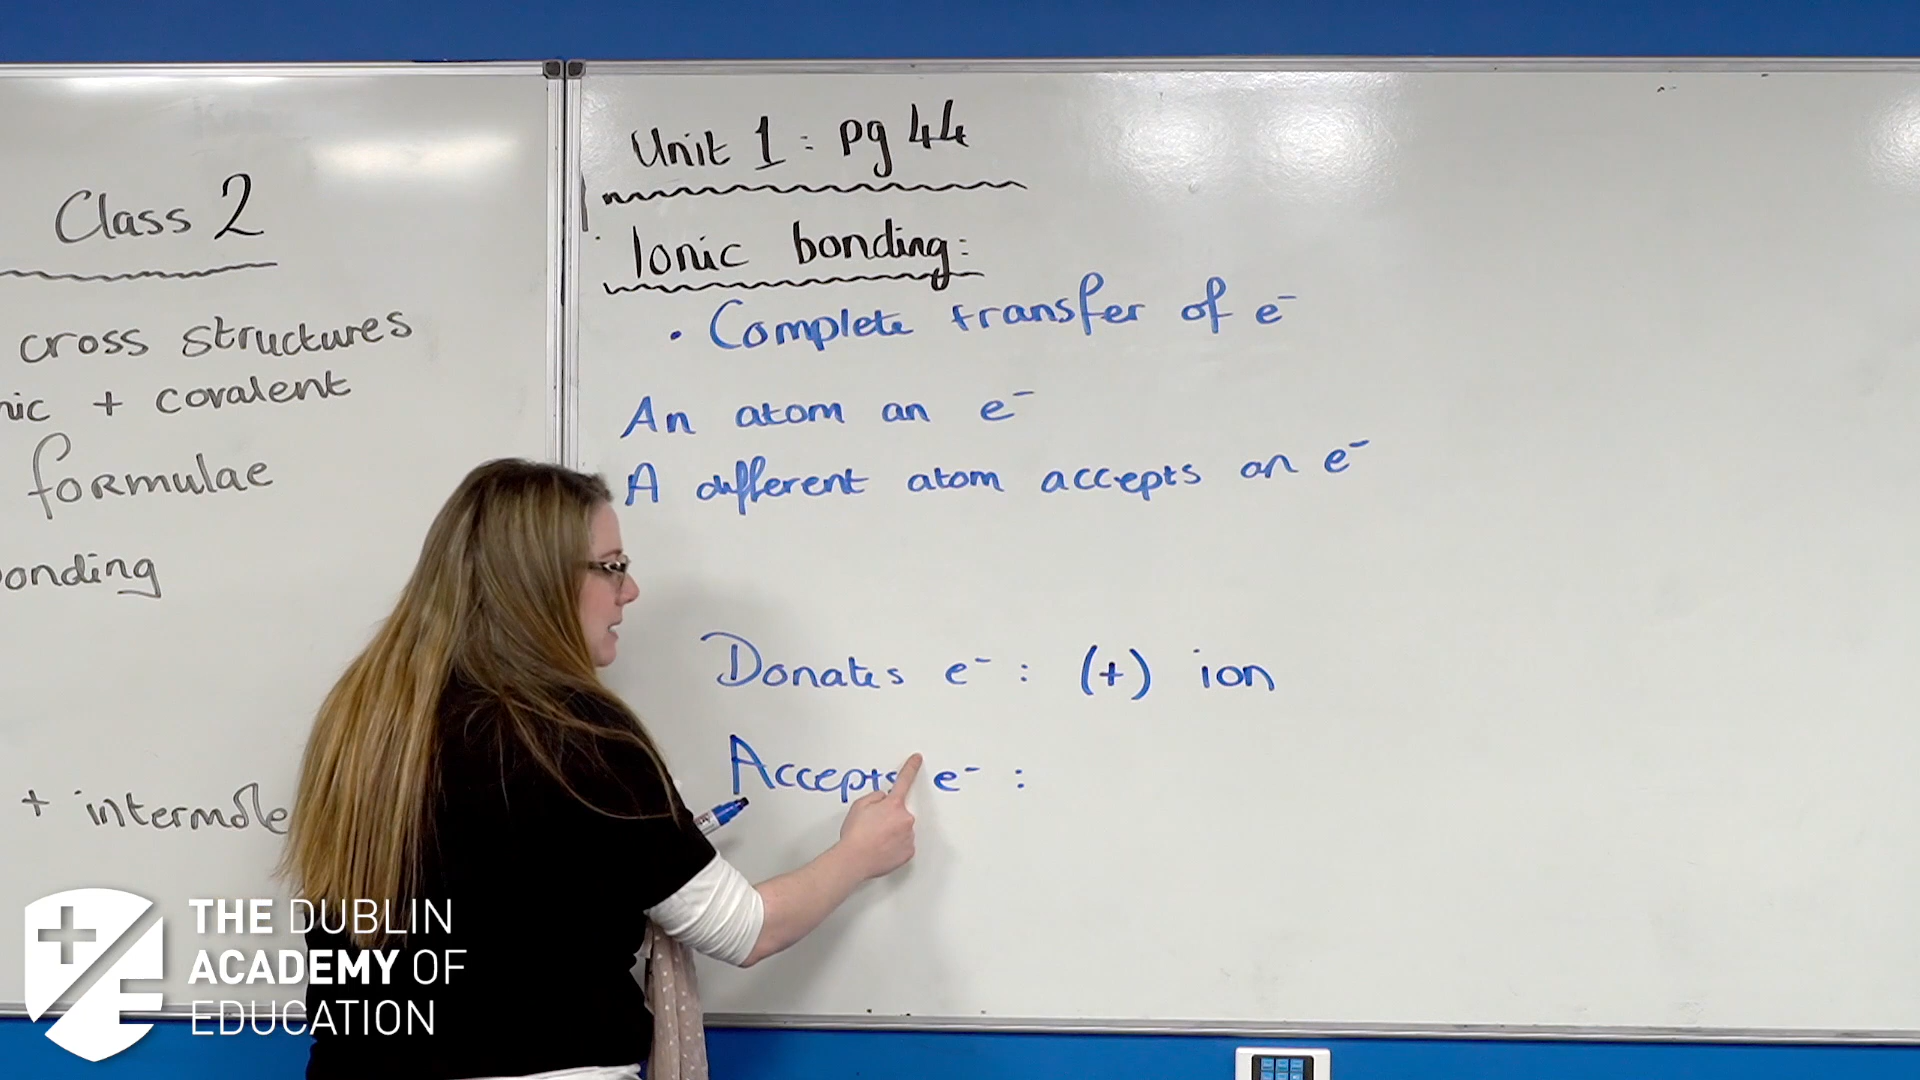 Class 2
cross structures
nic + covalent
formulae
onding
+ intermole
Unit 1 : pg 44
Ionic bonding:
• Complete transfer of e⁻
An atom an e⁻
A different atom accepts an e⁻
Donates e⁻ : (+) ion
Accepts e⁻ :
THE DUBLIN
ACADEMY OF
EDUCATION